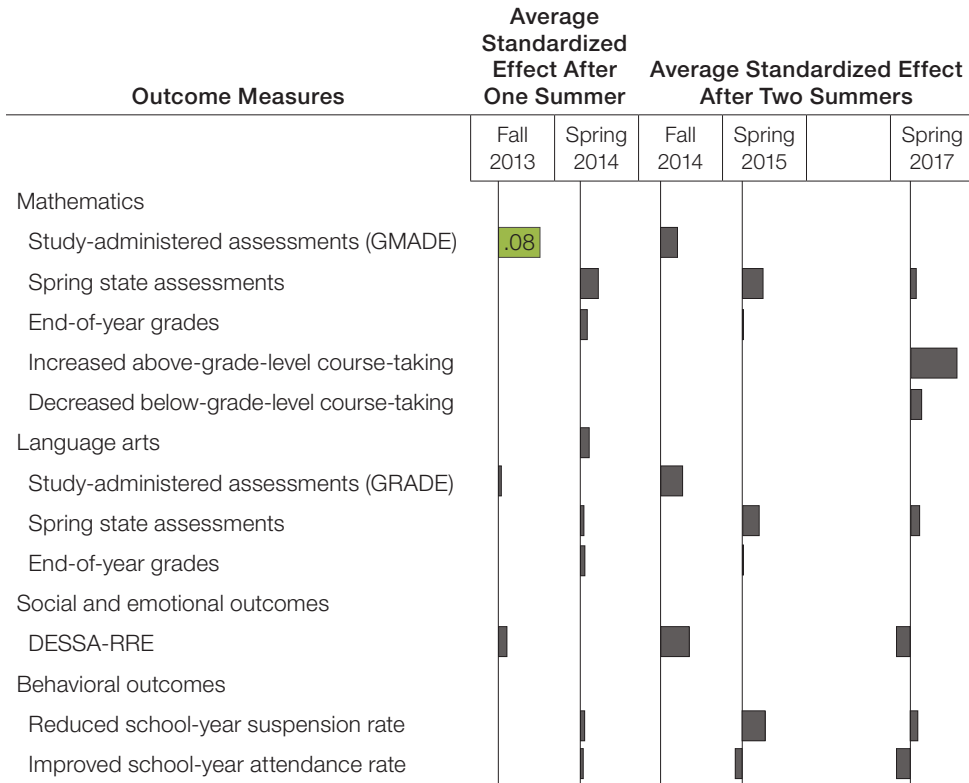 Average
Standardized
Effect After
One Summer
Average Standardized Effect
After Two Summers
Outcome Measures
Fall
2013
Spring
2014
Fall
2014
Spring
2015
Spring
2017
Mathematics
Study-administered assessments (GMADE)
.08
Spring state assessments
End-of-year grades
Increased above-grade-level course-taking
Decreased below-grade-level course-taking
Language arts
Study-administered assessments (GRADE)
Spring state assessments
End-of-year grades
Social and emotional outcomes
DESSA-RRE
Behavioral outcomes
Reduced school-year suspension rate
Improved school-year attendance rate